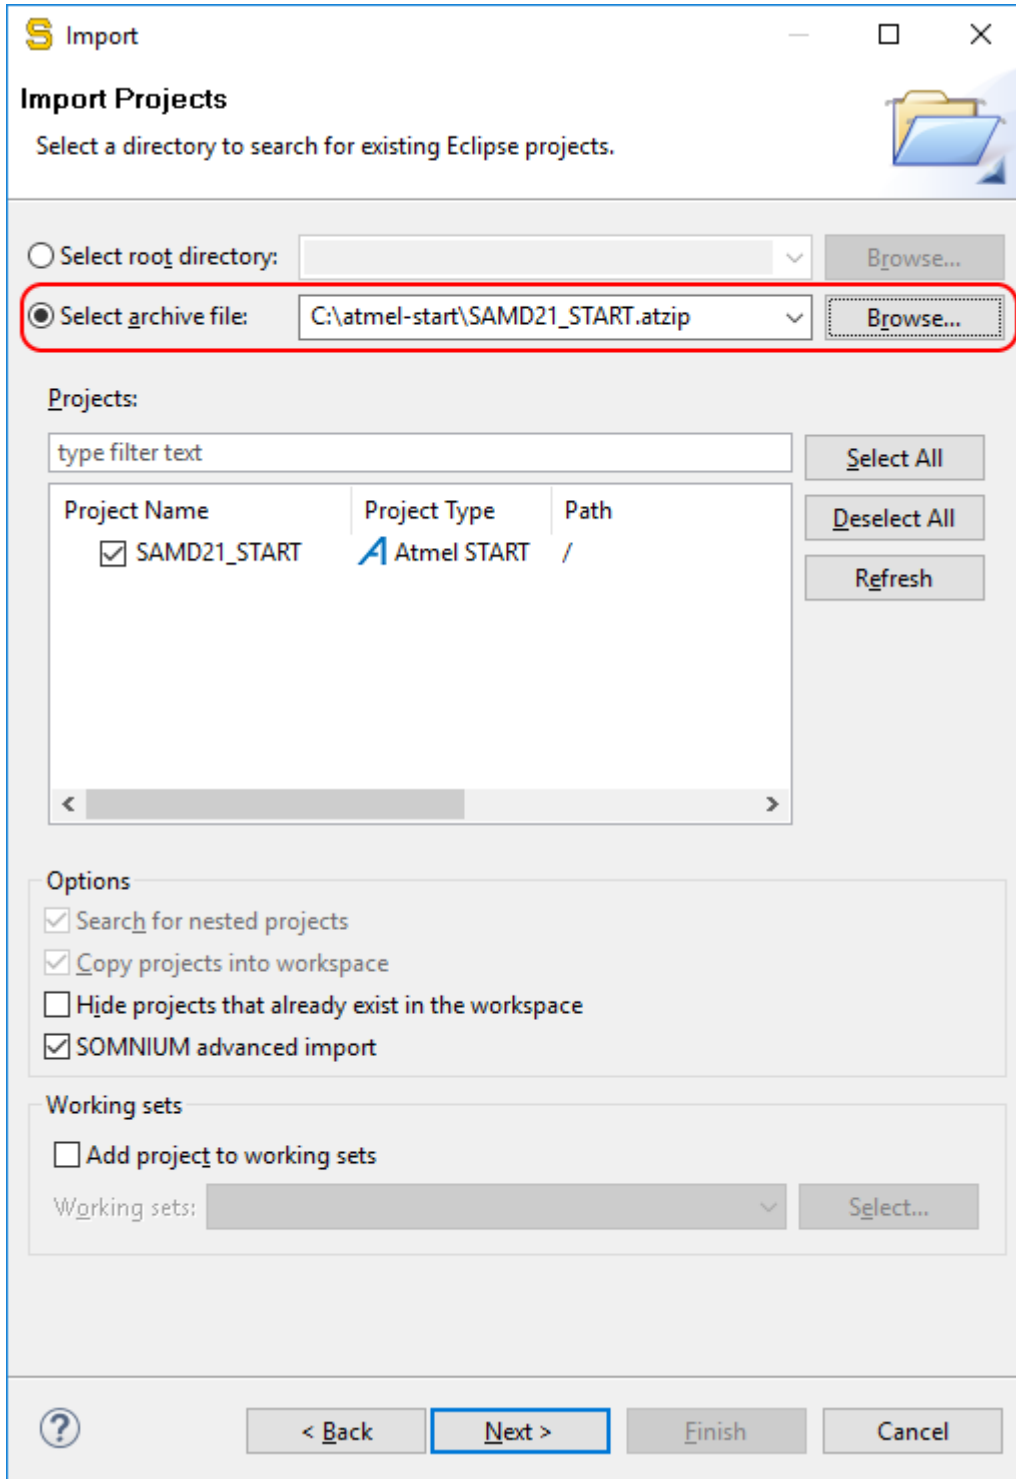 Import
Import Projects
Select a directory to search for existing Eclipse projects.
Select root directory: Browse...
Select archive file: C:\atmel-start\SAMD21_START.atzip Browse...
Projects:
type filter text Select All
Project Name Project Type Path Deselect All
SAMD21_START Atmel START /
Refresh
Options
Search for nested projects
Copy projects into workspace
Hide projects that already exist in the workspace
SOMNIUM advanced import
Working sets
Add project to working sets
Working sets: Select...
? < Back Next > Finish Cancel